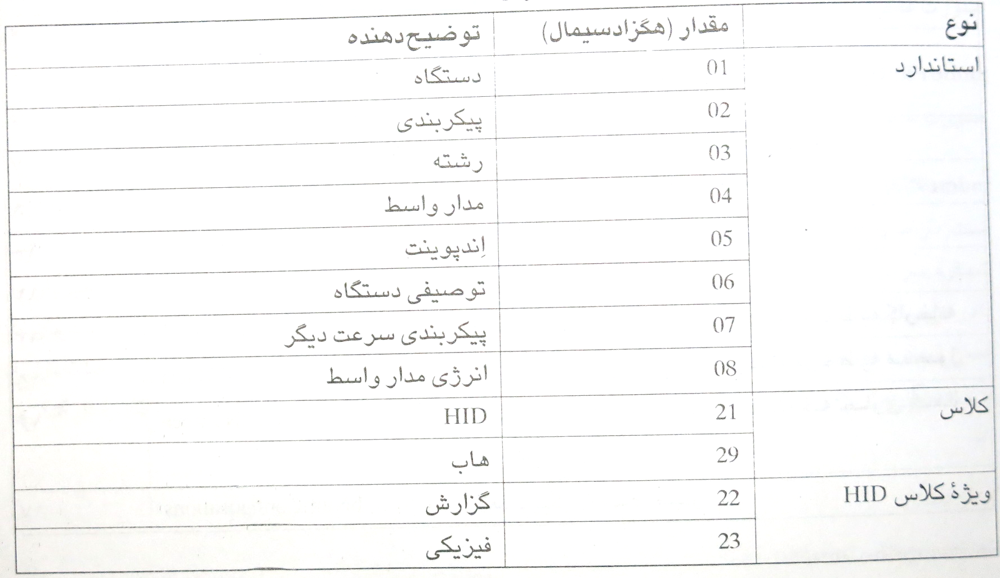 نوع مقدار (هگزادسیمال) توضیح‌دهنده
استاندارد 01 دستگاه
02 پیکربندی
03 رشته
04 مدار واسط
05 اِندپوینت
06 توصیفی دستگاه
07 پیکربندی سرعت دیگر
08 انرژی مدار واسط
کلاس 21 HID
29 هاب
ویژهٔ کلاس HID 22 گزارش
23 فیزیکی